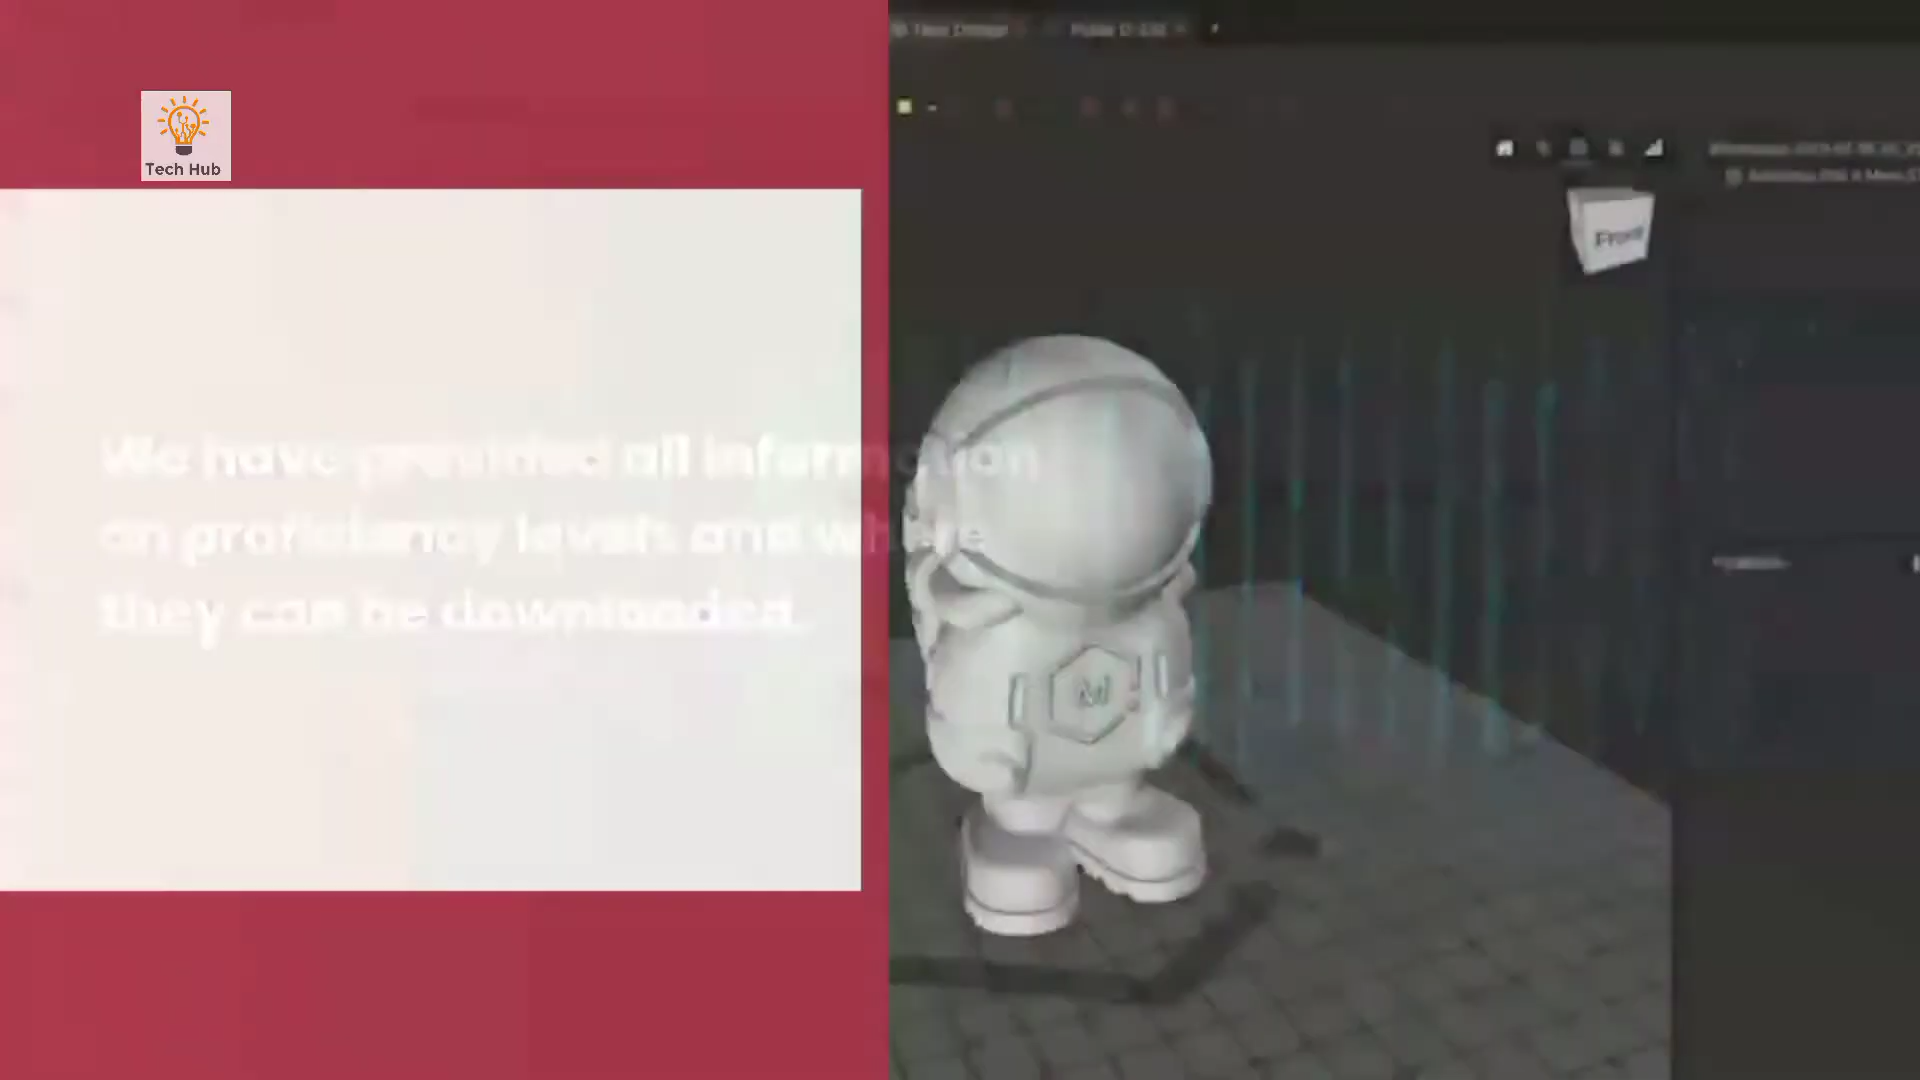 Tech Hub
Front
We have provided all information
on proficiency levels and where
they can be downloaded.
M